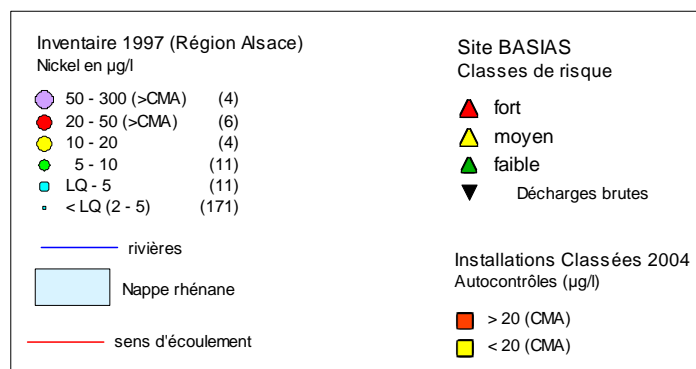 Inventaire 1997 (Région Alsace)
Nickel en µg/l
50 - 300 (>CMA) (4)
20 - 50 (>CMA) (6)
10 - 20 (4)
5 - 10 (11)
LQ - 5 (11)
< LQ (2 - 5) (171)
rivières
Nappe rhénane
sens d'écoulement
Site BASIAS
Classes de risque
fort
moyen
faible
Décharges brutes
Installations Classées 2004
Autocontrôles (µg/l)
> 20 (CMA)
< 20 (CMA)